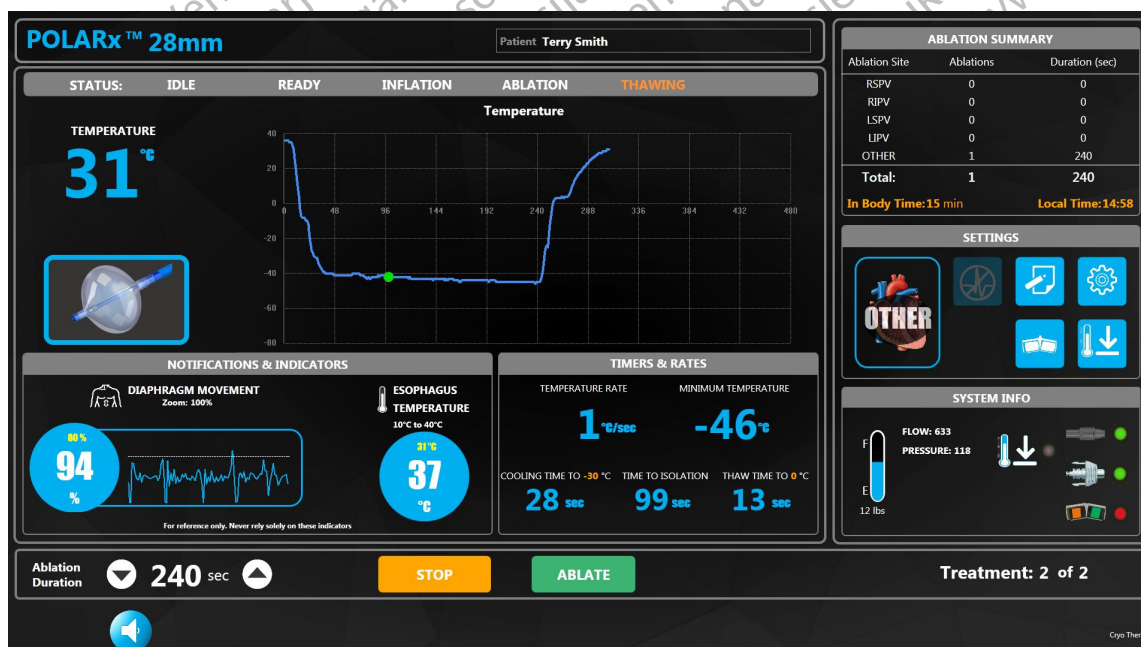 POLARx™ 28mm
Patient Terry Smith
STATUS: IDLE READY INFLATION ABLATION THAWING
TEMPERATURE
31 °C
Temperature
40
20
0
-20
-40
-60
-80
0 48 96 144 192 240 288 336 384 432 480
NOTIFICATIONS & INDICATORS
DIAPHRAGM MOVEMENT
Zoom: 100%
60 %
94
%
ESOPHAGUS
TEMPERATURE
10°C to 40°C
31°C
37
°C
For reference only. Never rely solely on these indicators
TIMERS & RATES
TEMPERATURE RATE MINIMUM TEMPERATURE
1 °C/sec -46 °C
COOLING TIME TO -30 °C TIME TO ISOLATION THAW TIME TO 0 °C
28 sec 99 sec 13 sec
ABLATION SUMMARY
Ablation Site Ablations Duration (sec)
RSPV 0 0
RIPV 0 0
LSPV 0 0
LIPV 0 0
OTHER 1 240
Total: 1 240
In Body Time:15 min Local Time:14:58
SETTINGS
OTHER
SYSTEM INFO
F
E
12 lbs
FLOW: 633
PRESSURE: 118
Ablation
Duration
240 sec
STOP
ABLATE
Treatment: 2 of 2
Cryo Ther